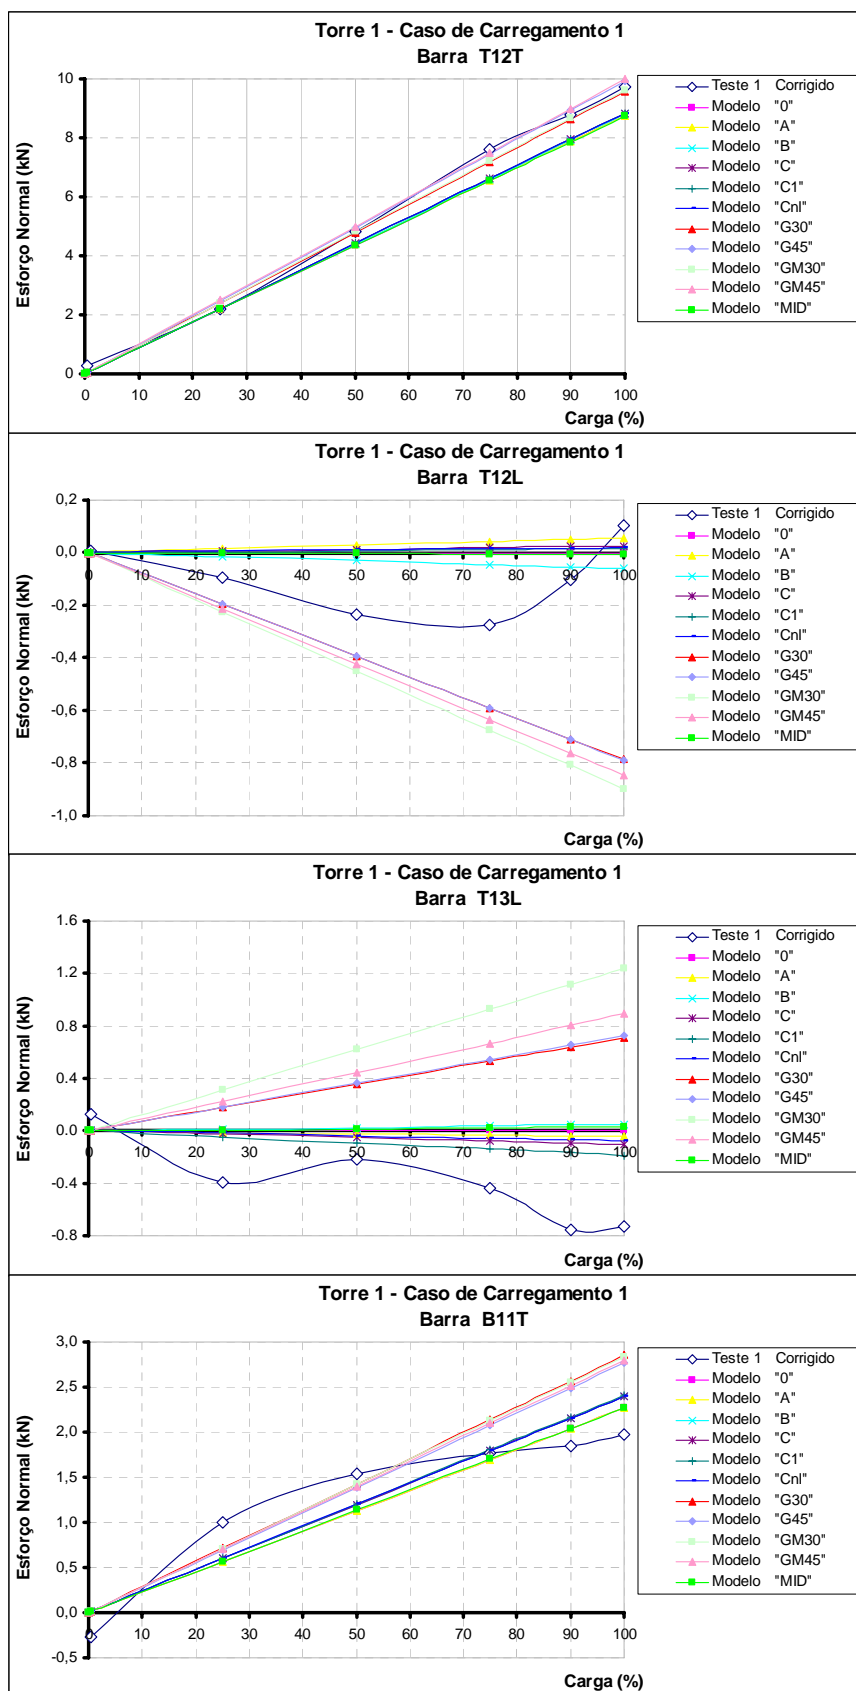 Torre 1 - Caso de Carregamento 1
Barra T12T
Esforço Normal (kN)
10
8
6
4
2
0
0 10 20 30 40 50 60 70 80 90 100
Carga (%)
Teste 1 Corrigido
Modelo "0"
Modelo "A"
Modelo "B"
Modelo "C"
Modelo "C1"
Modelo "Cnl"
Modelo "G30"
Modelo "G45"
Modelo "GM30"
Modelo "GM45"
Modelo "MID"
Torre 1 - Caso de Carregamento 1
Barra T12L
Esforço Normal (kN)
0,2
0,0
-0,2
-0,4
-0,6
-0,8
-1,0
0 10 20 30 40 50 60 70 80 90 100
Carga (%)
Teste 1 Corrigido
Modelo "0"
Modelo "A"
Modelo "B"
Modelo "C"
Modelo "C1"
Modelo "Cnl"
Modelo "G30"
Modelo "G45"
Modelo "GM30"
Modelo "GM45"
Modelo "MID"
Torre 1 - Caso de Carregamento 1
Barra T13L
Esforço Normal (kN)
1.6
1.2
0.8
0.4
0.0
-0.4
-0.8
0 10 20 30 40 50 60 70 80 90 100
Carga (%)
Teste 1 Corrigido
Modelo "0"
Modelo "A"
Modelo "B"
Modelo "C"
Modelo "C1"
Modelo "Cnl"
Modelo "G30"
Modelo "G45"
Modelo "GM30"
Modelo "GM45"
Modelo "MID"
Torre 1 - Caso de Carregamento 1
Barra B11T
Esforço Normal (kN)
3,0
2,5
2,0
1,5
1,0
0,5
0,0
-0,5
0 10 20 30 40 50 60 70 80 90 100
Carga (%)
Teste 1 Corrigido
Modelo "0"
Modelo "A"
Modelo "B"
Modelo "C"
Modelo "C1"
Modelo "Cnl"
Modelo "G30"
Modelo "G45"
Modelo "GM30"
Modelo "GM45"
Modelo "MID"